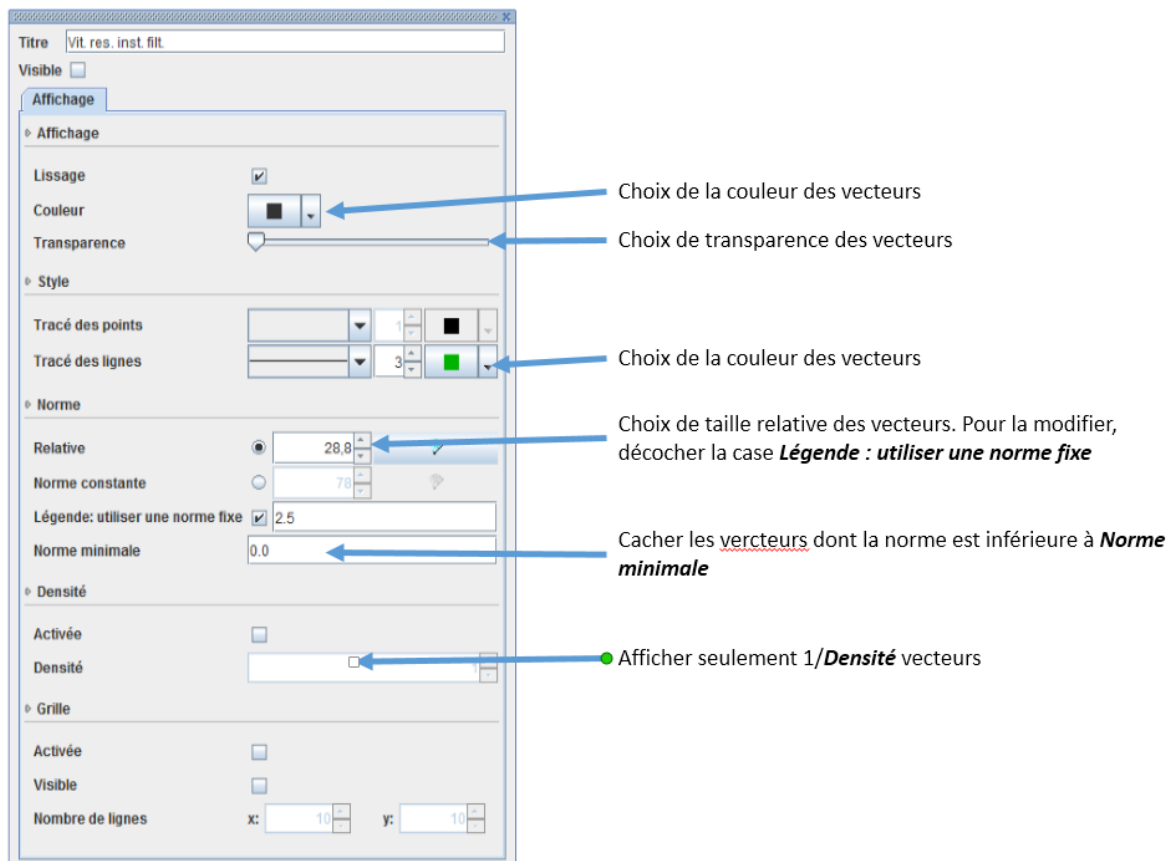 Titre Vit. res. inst. filt.
Visible
Affichage
Affichage
Lissage
Couleur
Choix de la couleur des vecteurs
Transparence
Choix de transparence des vecteurs
Style
Tracé des points 1
Tracé des lignes 3
Choix de la couleur des vecteurs
Norme
Relative 28,8
Choix de taille relative des vecteurs. Pour la modifier,
décocher la case Légende : utiliser une norme fixe
Norme constante 78
Légende: utiliser une norme fixe 2.5
Norme minimale 0.0
Cacher les vercteurs dont la norme est inférieure à Norme
minimale
Densité
Activée
Densité 1
Afficher seulement 1/Densité vecteurs
Grille
Activée
Visible
Nombre de lignes x: 10 y: 10